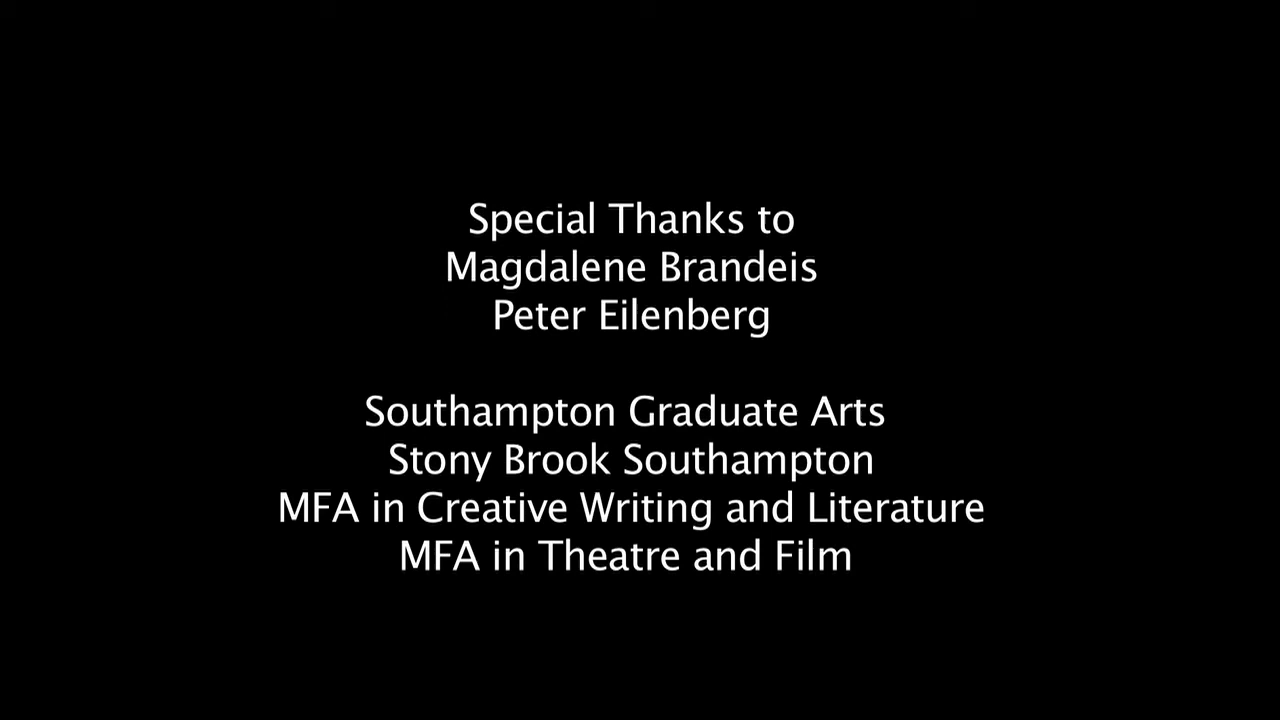 Special Thanks to
Magdalene Brandeis
Peter Eilenberg
Southampton Graduate Arts
Stony Brook Southampton
MFA in Creative Writing and Literature
MFA in Theatre and Film